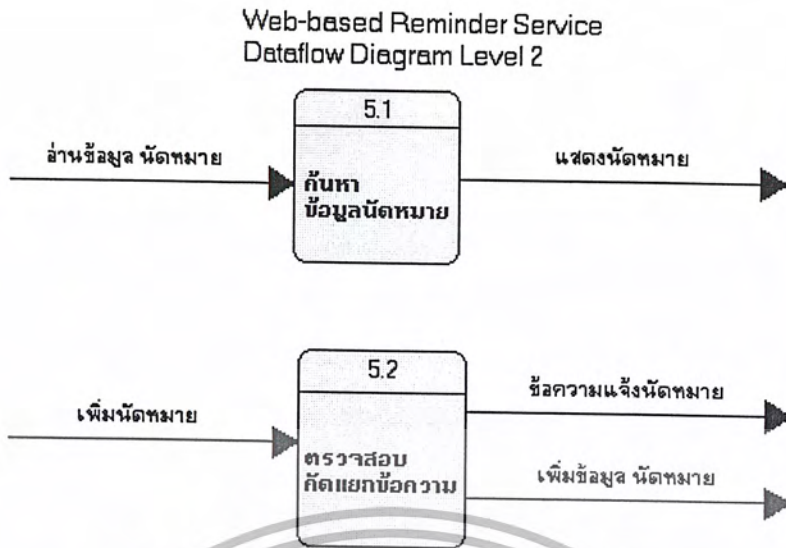 Web-based Reminder Service
Dataflow Diagram Level 2
5.1
อ่านข้อมูล นัดหมาย
ค้นหา
ข้อมูลนัดหมาย
แสดงนัดหมาย
5.2
เพิ่มนัดหมาย
ตรวจสอบ
คัดแยกข้อความ
ข้อความแจ้งนัดหมาย
เพิ่มข้อมูล นัดหมาย